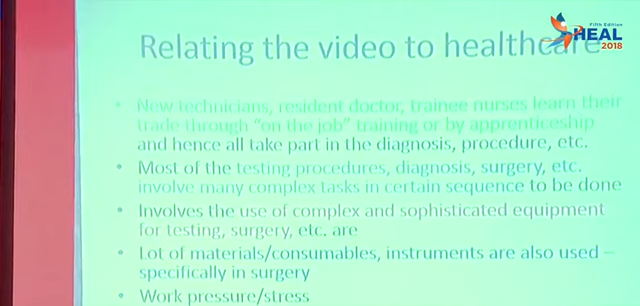 Fifth Edition
HEAL
2018
Relating the video to healthcare
• New technicians, resident doctor, trainee nurses learn their
trade through "on the job" training or by apprenticeship
and hence all take part in the diagnosis, procedure, etc.
• Most of the testing procedures, diagnosis, surgery, etc.
involve many complex tasks in certain sequence to be done
• Involves the use of complex and sophisticated equipment
for testing, surgery, etc. are
• Lot of materials/consumables, instruments are also used –
specifically in surgery
• Work pressure/stress